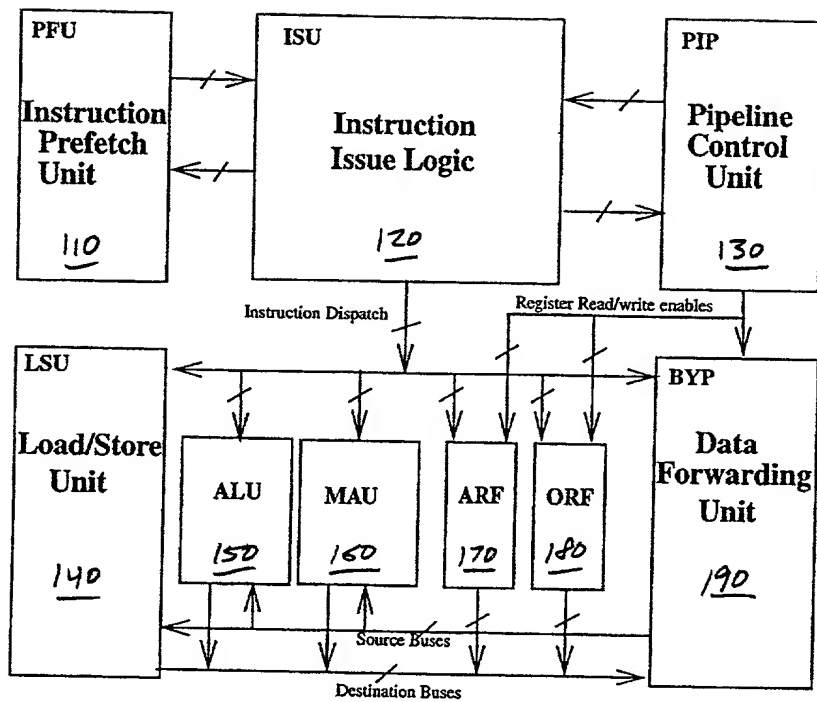 PFU
Instruction
Prefetch
Unit
110
ISU
Instruction
Issue Logic
120
PIP
Pipeline
Control
Unit
130
Instruction Dispatch
Register Read/write enables
LSU
Load/Store
Unit
140
ALU
150
MAU
160
ARF
170
ORF
180
BYP
Data
Forwarding
Unit
190
Source Buses
Destination Buses